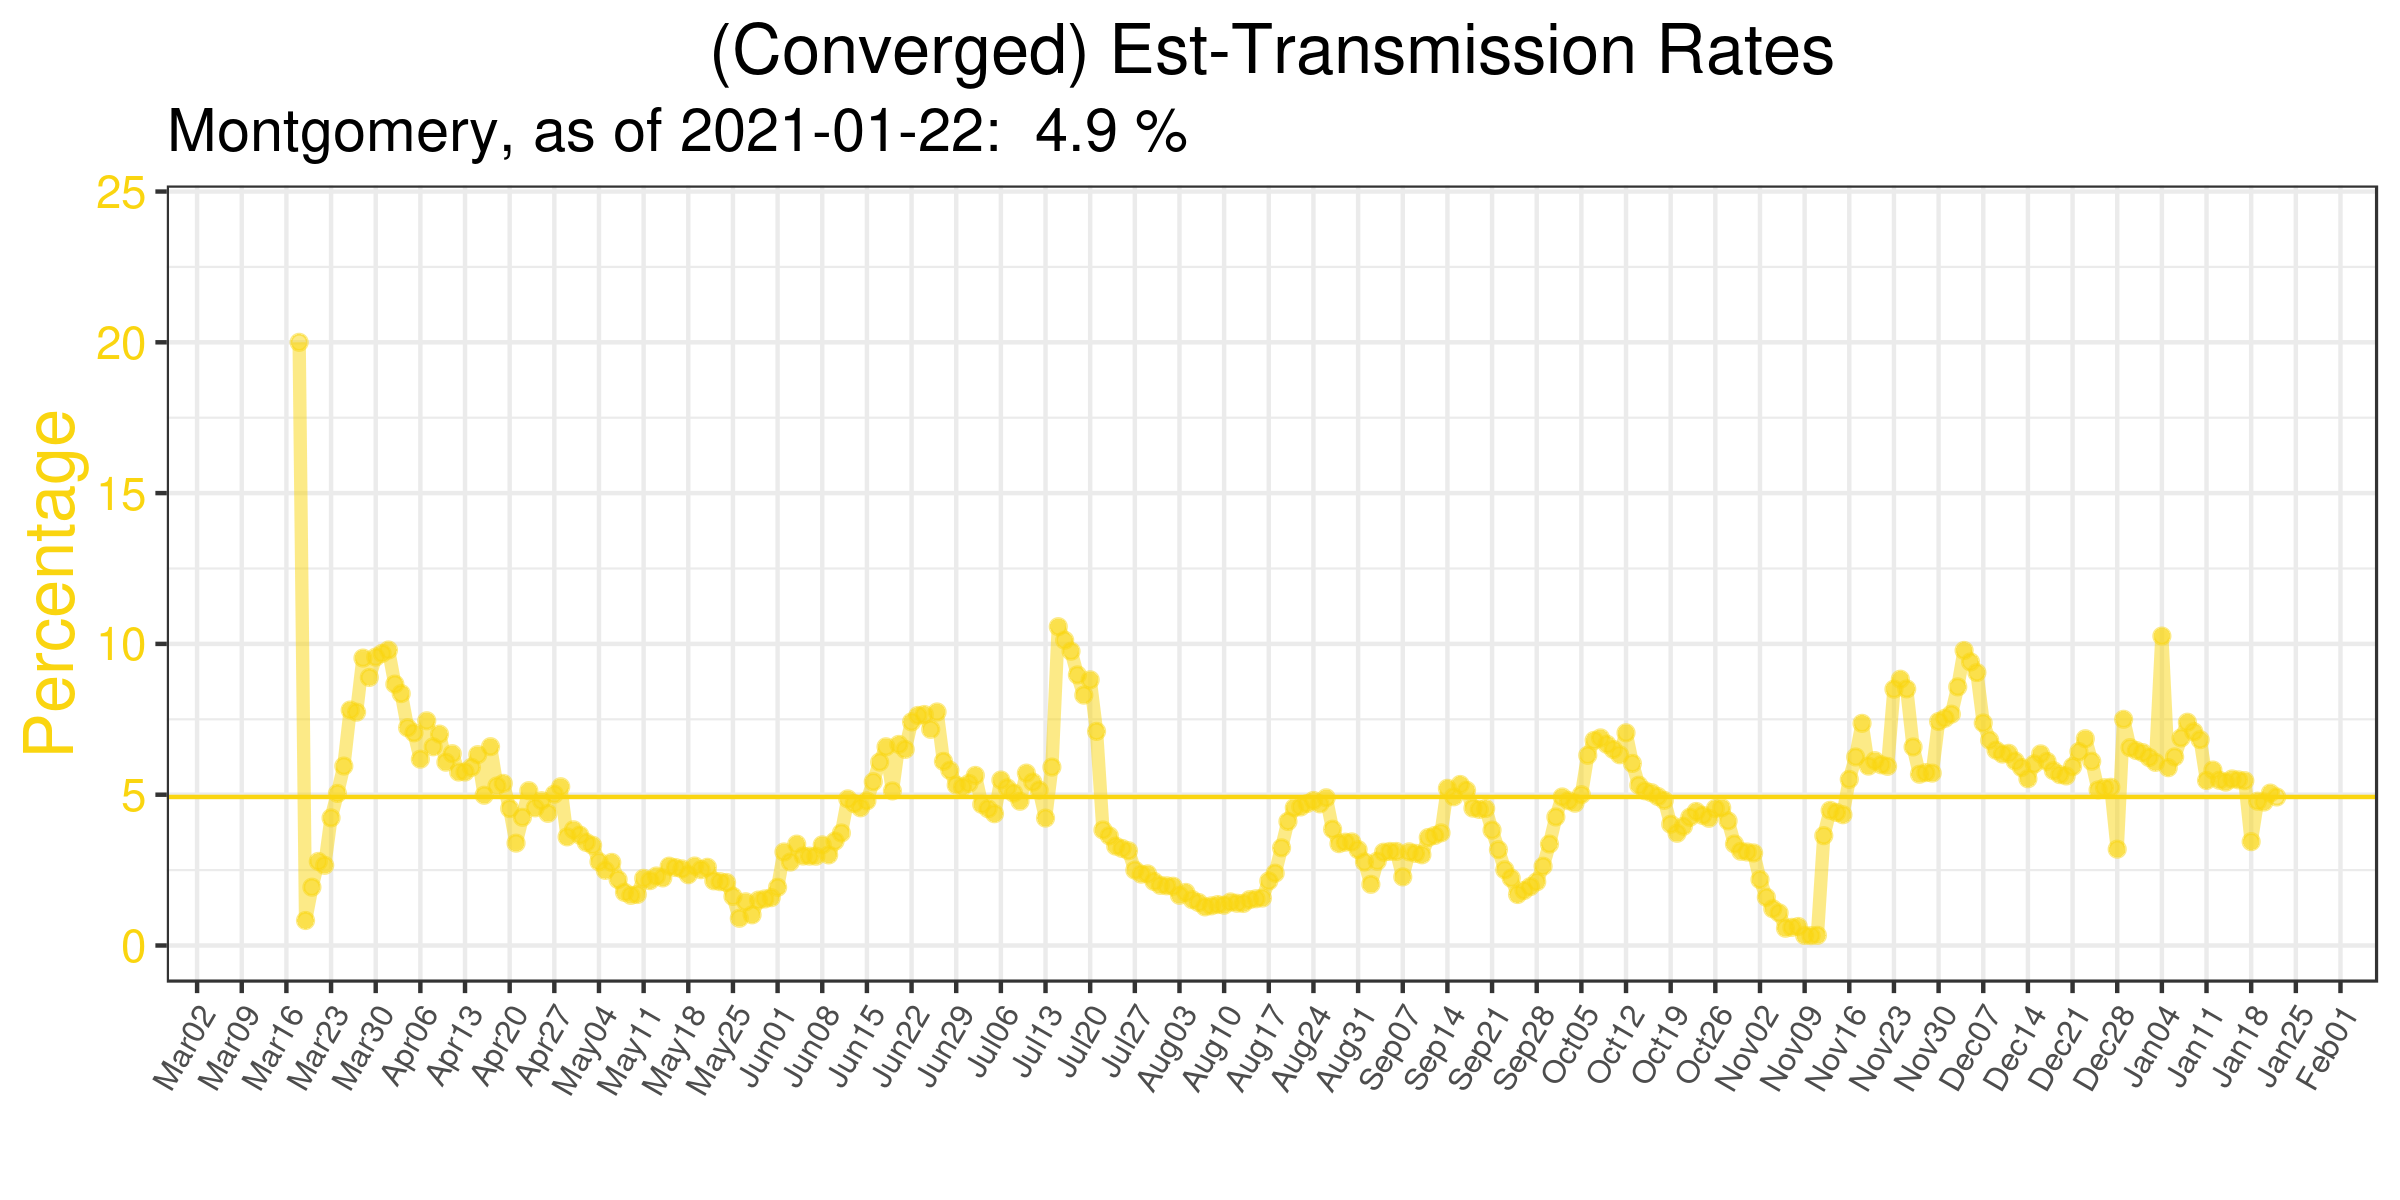 (Converged) Est-Transmission Rates
Montgomery, as of 2021-01-22:  4.9 %
Percentage
25
20
15
10
5
0
Mar02 Mar09 Mar16 Mar23 Mar30 Apr06 Apr13 Apr20 Apr27 May04 May11 May18 May25 Jun01 Jun08 Jun15 Jun22 Jun29 Jul06 Jul13 Jul20 Jul27 Aug03 Aug10 Aug17 Aug24 Aug31 Sep07 Sep14 Sep21 Sep28 Oct05 Oct12 Oct19 Oct26 Nov02 Nov09 Nov16 Nov23 Nov30 Dec07 Dec14 Dec21 Dec28 Jan04 Jan11 Jan18 Jan25 Feb01